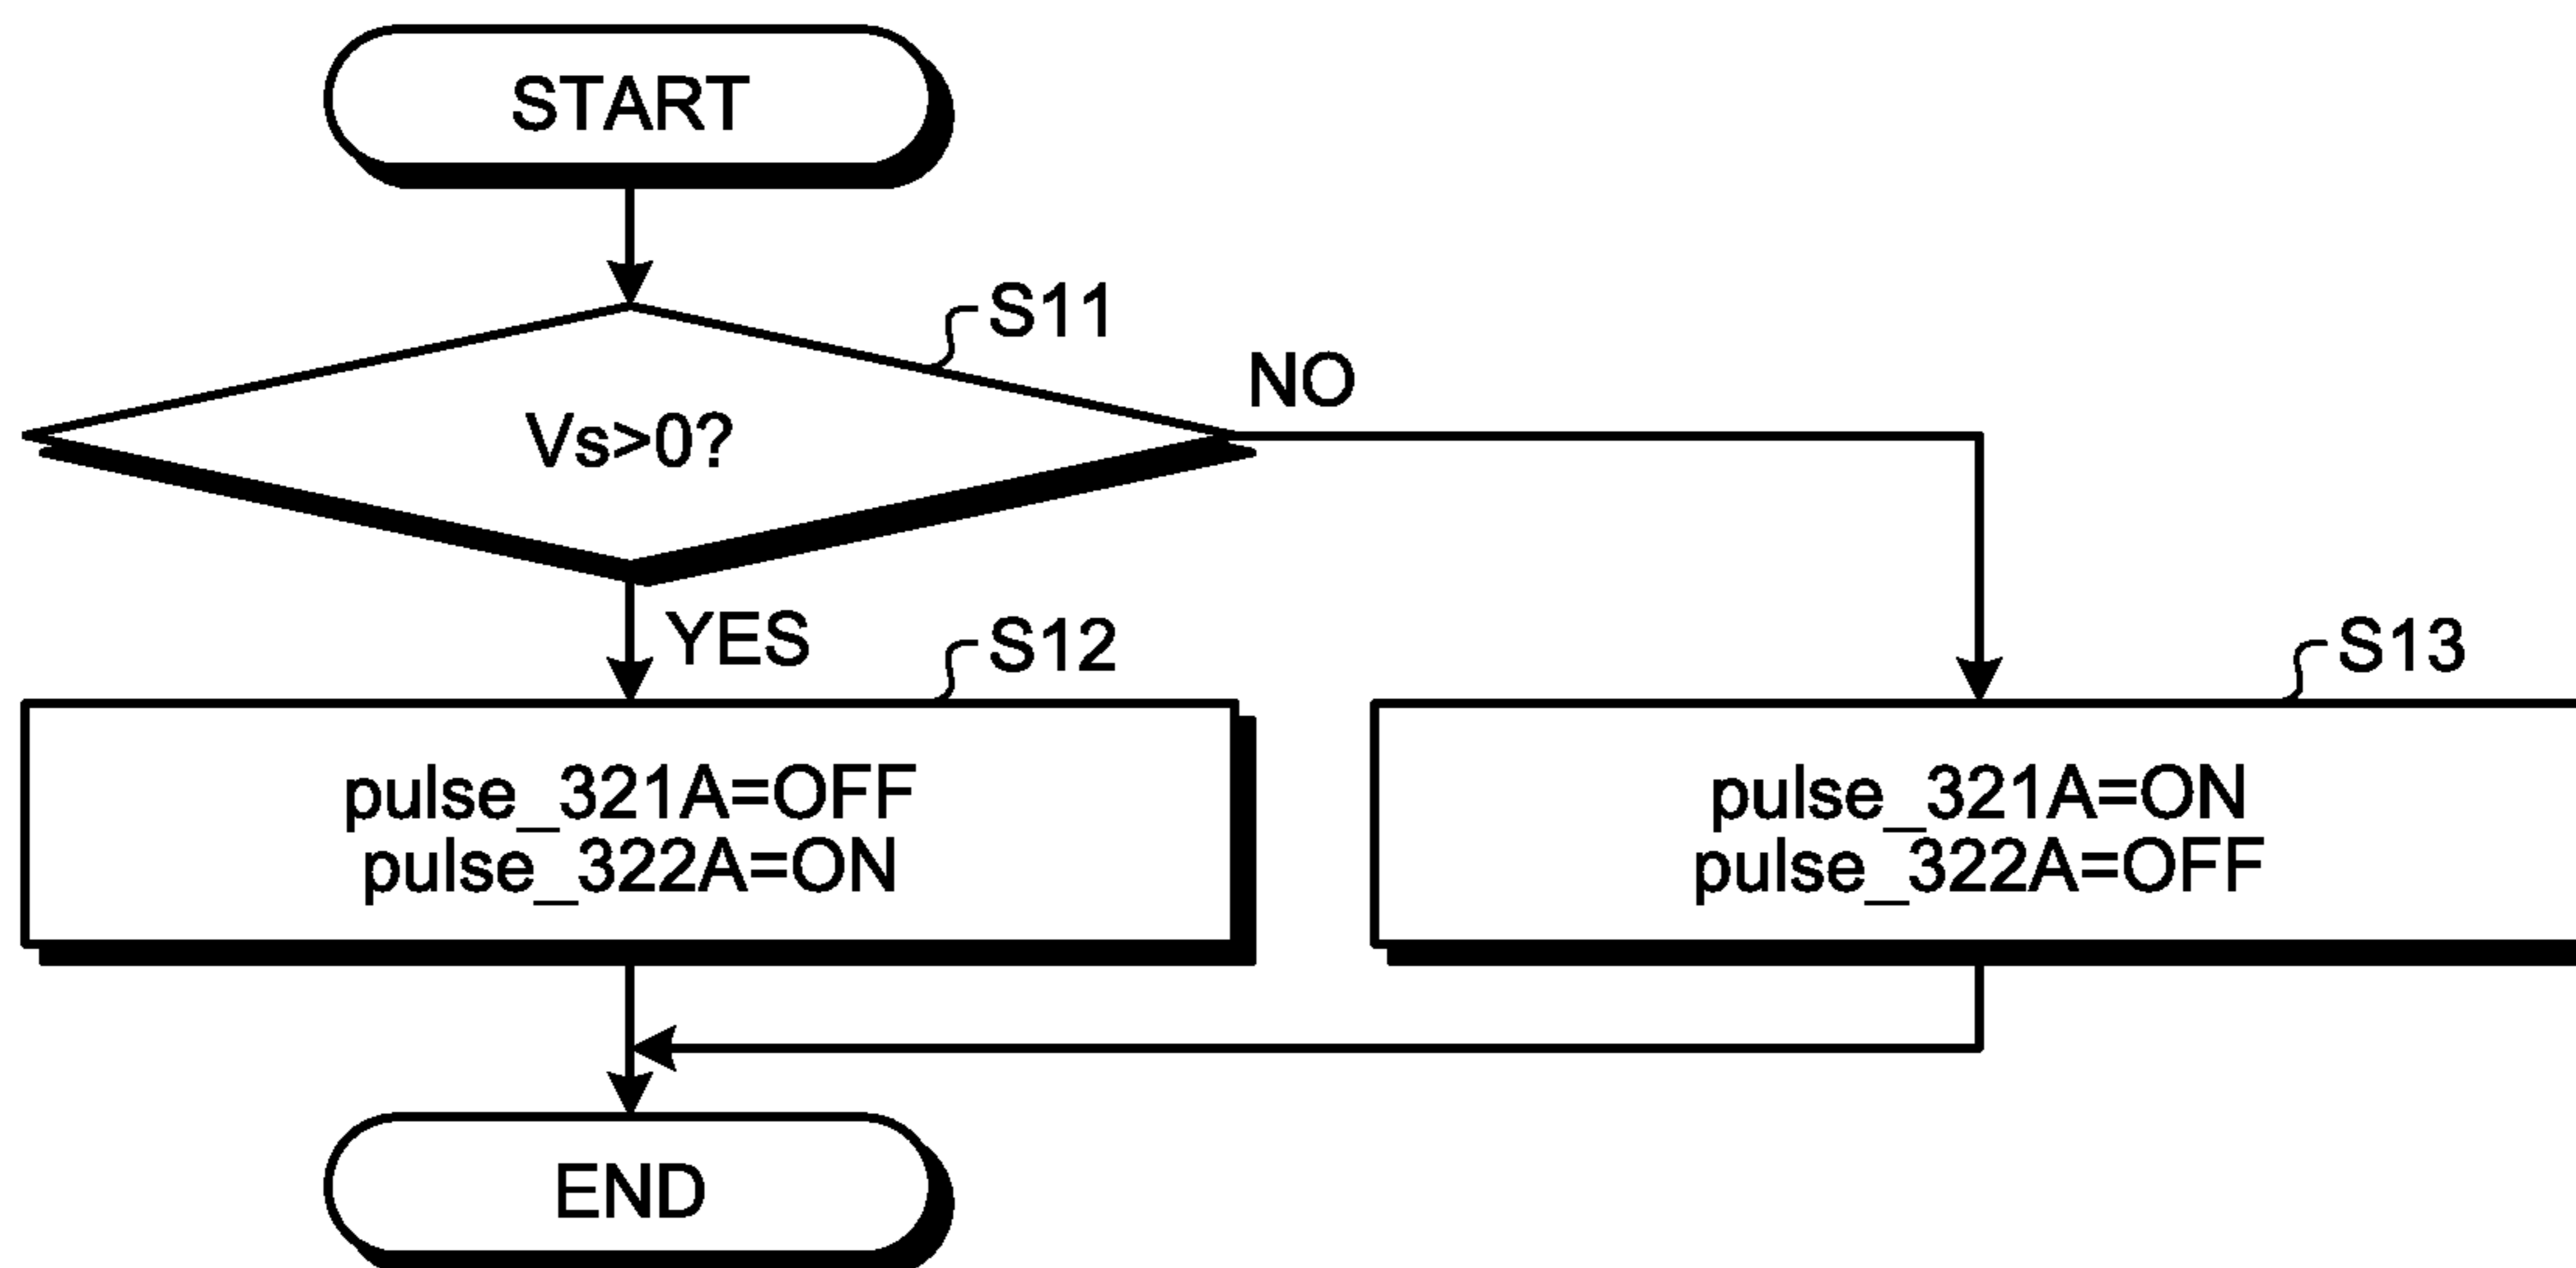 START
S11
Vs>0?
NO
YES
S12
S13
pulse_321A=OFF
pulse_322A=ON
pulse_321A=ON
pulse_322A=OFF
END